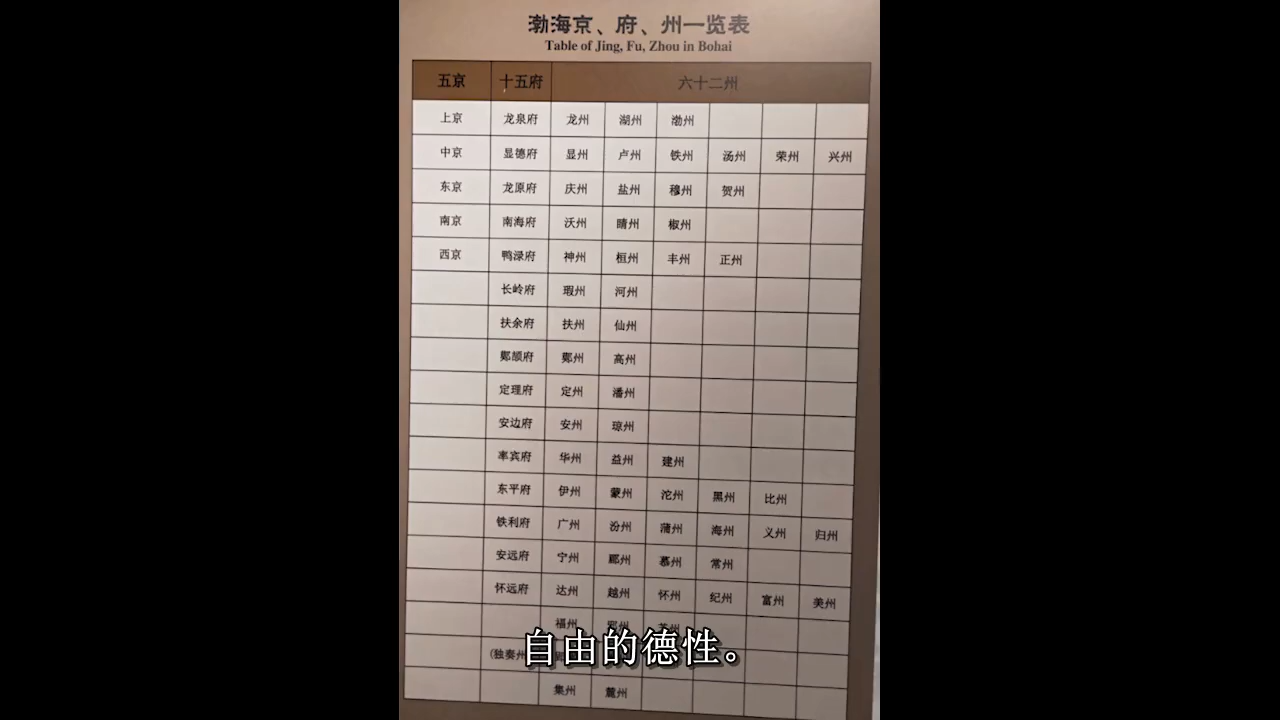 渤海京、府、州一览表
Table of Jing, Fu, Zhou in Bohai
五京 十五府 六十二州
上京 龙泉府 龙州 湖州 渤州
中京 显德府 显州 卢州 铁州 汤州 荣州 兴州
东京 龙原府 庆州 盐州 穆州 贺州
南京 南海府 沃州 睛州 椒州
西京 鸭渌府 神州 桓州 丰州 正州
长岭府 瑕州 河州
扶余府 扶州 仙州
鄚颉府 鄚州 高州
定理府 定州 潘州
安边府 安州 琼州
率宾府 华州 益州 建州
东平府 伊州 蒙州 沱州 黑州 比州
铁利府 广州 汾州 蒲州 海州 义州 归州
安远府 宁州 郿州 慕州 常州
怀远府 达州 越州 怀州 纪州 富州 美州
福州
(独奏州
集州 麓州
自由的德性。